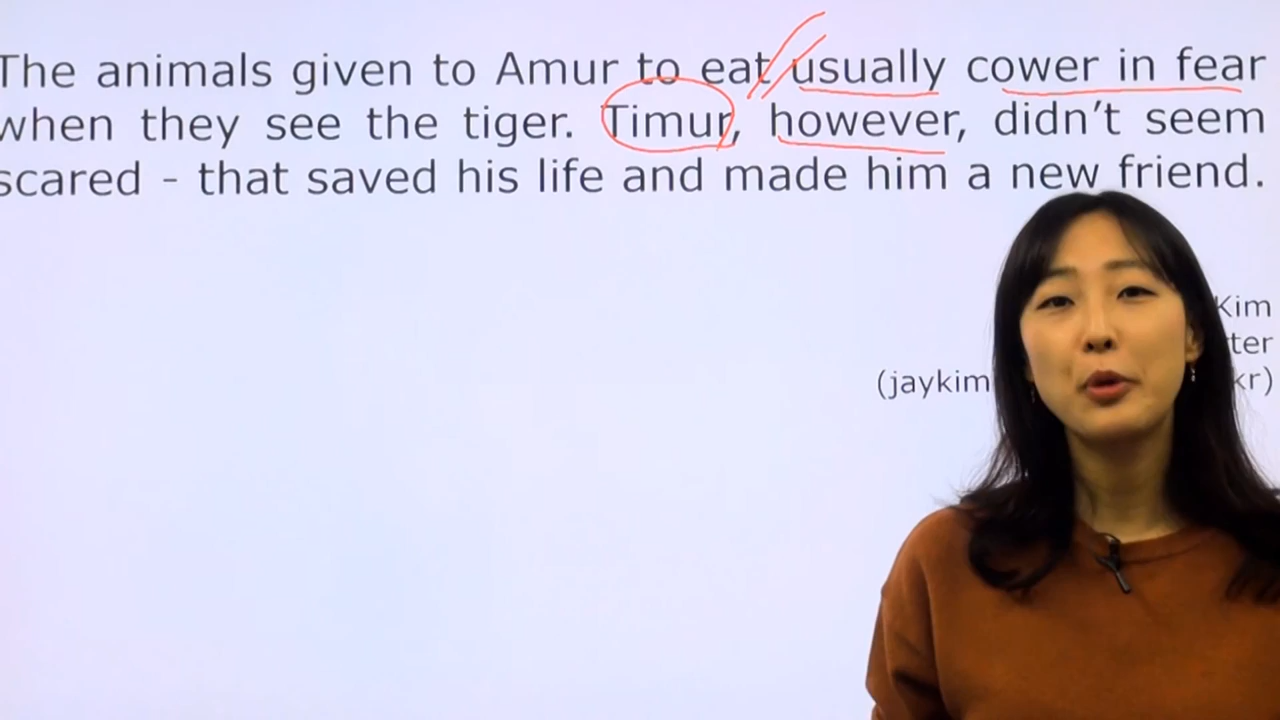 The animals given to Amur to eat usually cower in fear
when they see the tiger. Timur, however, didn't seem
scared - that saved his life and made him a new friend.
Kim
(jaykim
kr)